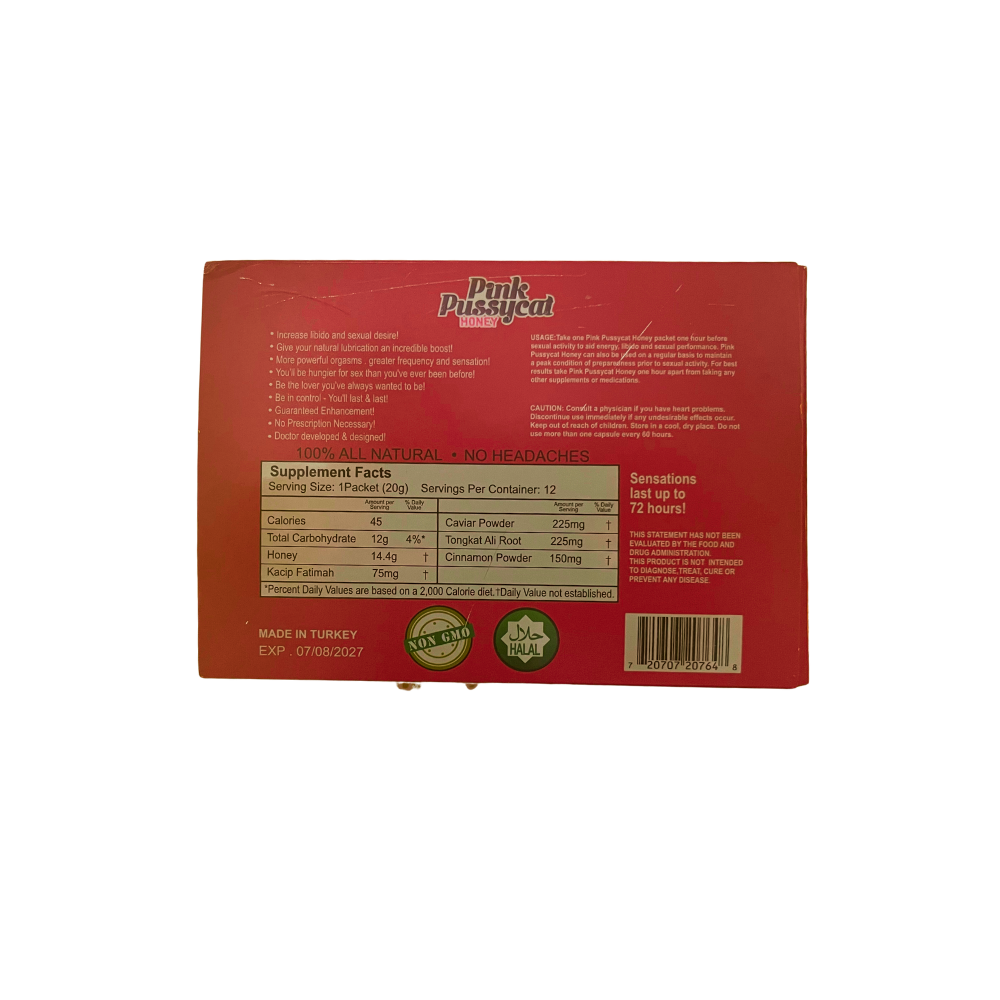 Pink
Pussycat
HONEY
• Increase libido and sexual desire!
• Give your natural lubrication an incredible boost!
• More powerful orgasms . greater frequency and sensation!
• You'll be hungier for sex than you've ever been before!
• Be the lover you've always wanted to be!
• Be in control - You'll fast & last!
• Guaranteed Enhancement!
• No Prescription Necessary!
• Doctor developed & designed!
USAGE:Take one Pink Pussycat Honey packet one hour before
sexual activity to aid energy, libido and sexual performance. Pink
Pussycat Honey can also be used on a regular basis to maintain
a peak condition of preparedness prior to sexual activity. For best
results take Pink Pussycat Honey one hour apart from taking any
other supplements or medications.
CAUTION: Consult a physician if you have heart problems.
Discontinue use immediately if any undesirable effects occur.
Keep out of reach of children. Store in a cool, dry place. Do not
use more than one capsule every 60 hours.
100% ALL NATURAL • NO HEADACHES
Supplement Facts
Serving Size: 1Packet (20g) Servings Per Container: 12
Amount per Serving % Daily Value
Calories 45
Total Carbohydrate 12g 4%*
Honey 14.4g †
Kacip Fatimah 75mg †
Amount per Serving % Daily Value
Caviar Powder 225mg †
Tongkat Ali Root 225mg †
Cinnamon Powder 150mg †
*Percent Daily Values are based on a 2,000 Calorie diet.†Daily Value not established.
Sensations
last up to
72 hours!
THIS STATEMENT HAS NOT BEEN
EVALUATED BY THE FOOD AND
DRUG ADMINISTRATION.
THIS PRODUCT IS NOT INTENDED
TO DIAGNOSE,TREAT, CURE OR
PREVENT ANY DISEASE.
MADE IN TURKEY
EXP . 07/08/2027
NON GMO
حلال
HALAL
7 20707 20764 8